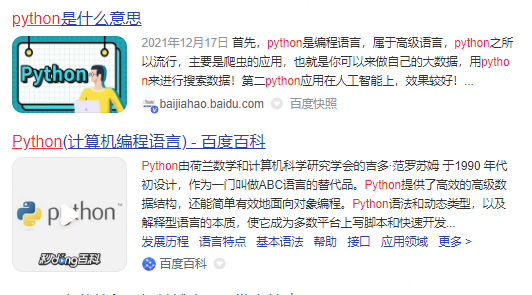 python是什么意思
Python
2021年12月17日 首先，python是编程语言，属于高级语言，python之所
以流行，主要是爬虫的应用，也就是你可以来做自己的大数据，用pytho
n来进行搜索数据！第二python应用在人工智能上，效果较好！...
baijiahao.baidu.com 百度快照
Python(计算机编程语言) - 百度百科
python™
秒dǒng百科
Python由荷兰数学和计算机科学研究学会的吉多·范罗苏姆 于1990 年代
初设计，作为一门叫做ABC语言的替代品。Python提供了高效的高级数
据结构，还能简单有效地面向对象编程。Python语法和动态类型，以及
解释型语言的本质，使它成为多数平台上写脚本和快速开发...
发展历程 语言特点 基本语法 帮助 接口 应用领域 更多 >
百度百科